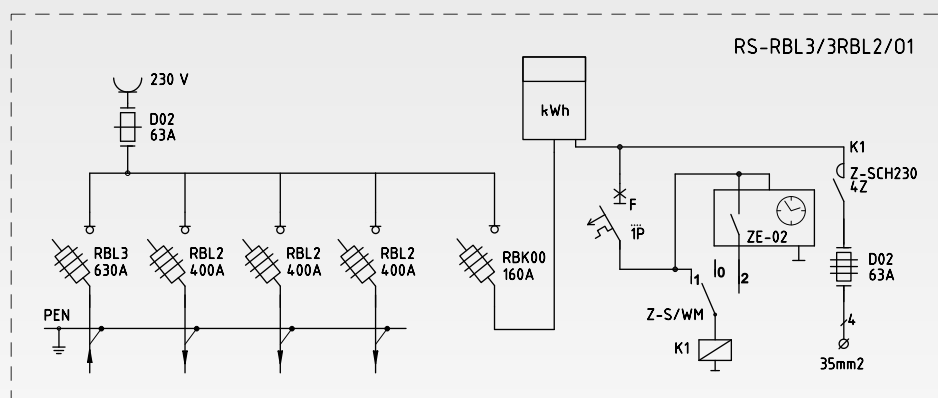 RS-RBL3/3RBL2/01
230 V
D02
63A
kWh
K1
Z-SCH230
4Z
F
1P
ZE-02
RBL3
630A
RBL2
400A
RBL2
400A
RBL2
400A
RBK00
160A
D02
63A
1
0
2
PEN
Z-S/WM
K1
4
35mm2